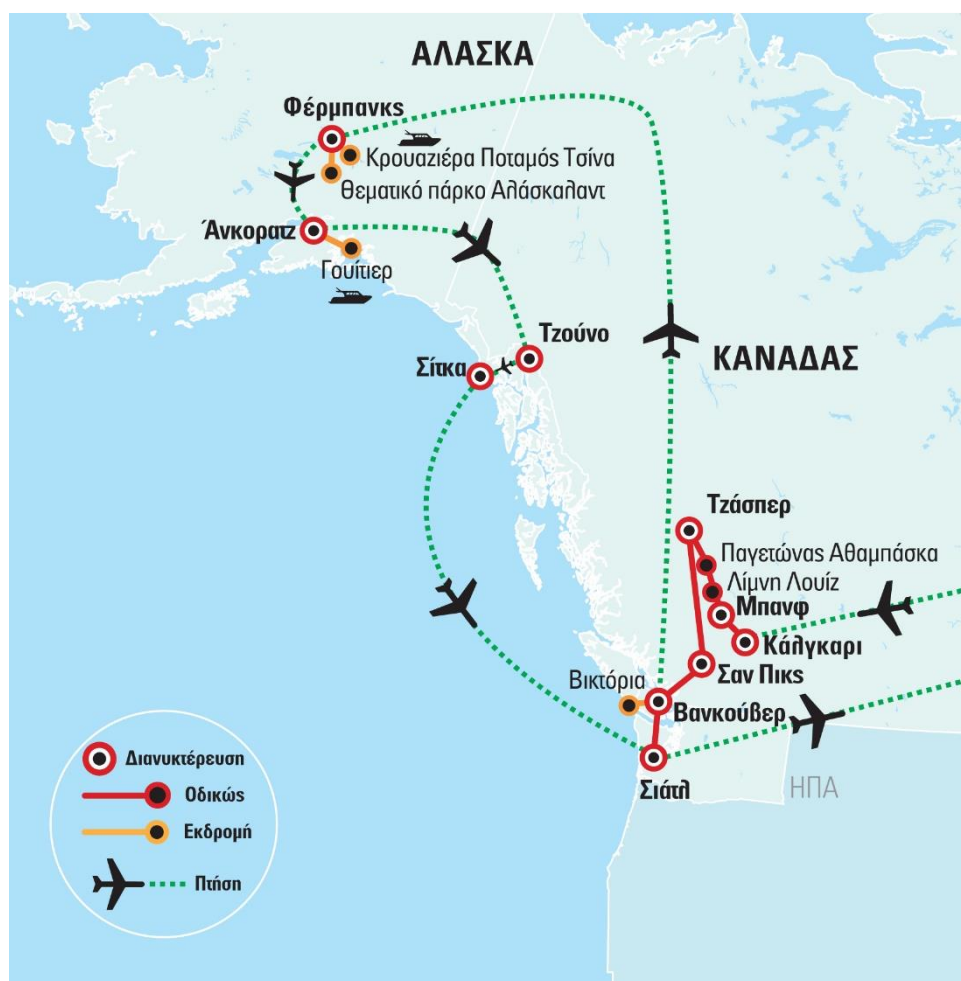 ΑΛΑΣΚΑ
Φέρμπανκς
Κρουαζιέρα Ποταμός Τσίνα
Θεματικό πάρκο Αλάσκαλαντ
Άνκορατζ
Γουίτιερ
Τζούνο
Σίτκα
ΚΑΝΑΔΑΣ
Τζάσπερ
Παγετώνας Αθαμπάσκα
Λίμνη Λουίζ
Μπανφ
Κάλγκαρι
Σαν Πικς
Βικτόρια
Βανκούβερ
Σιάτλ
ΗΠΑ
Διανυκτέρευση
Οδικώς
Εκδρομή
Πτήση